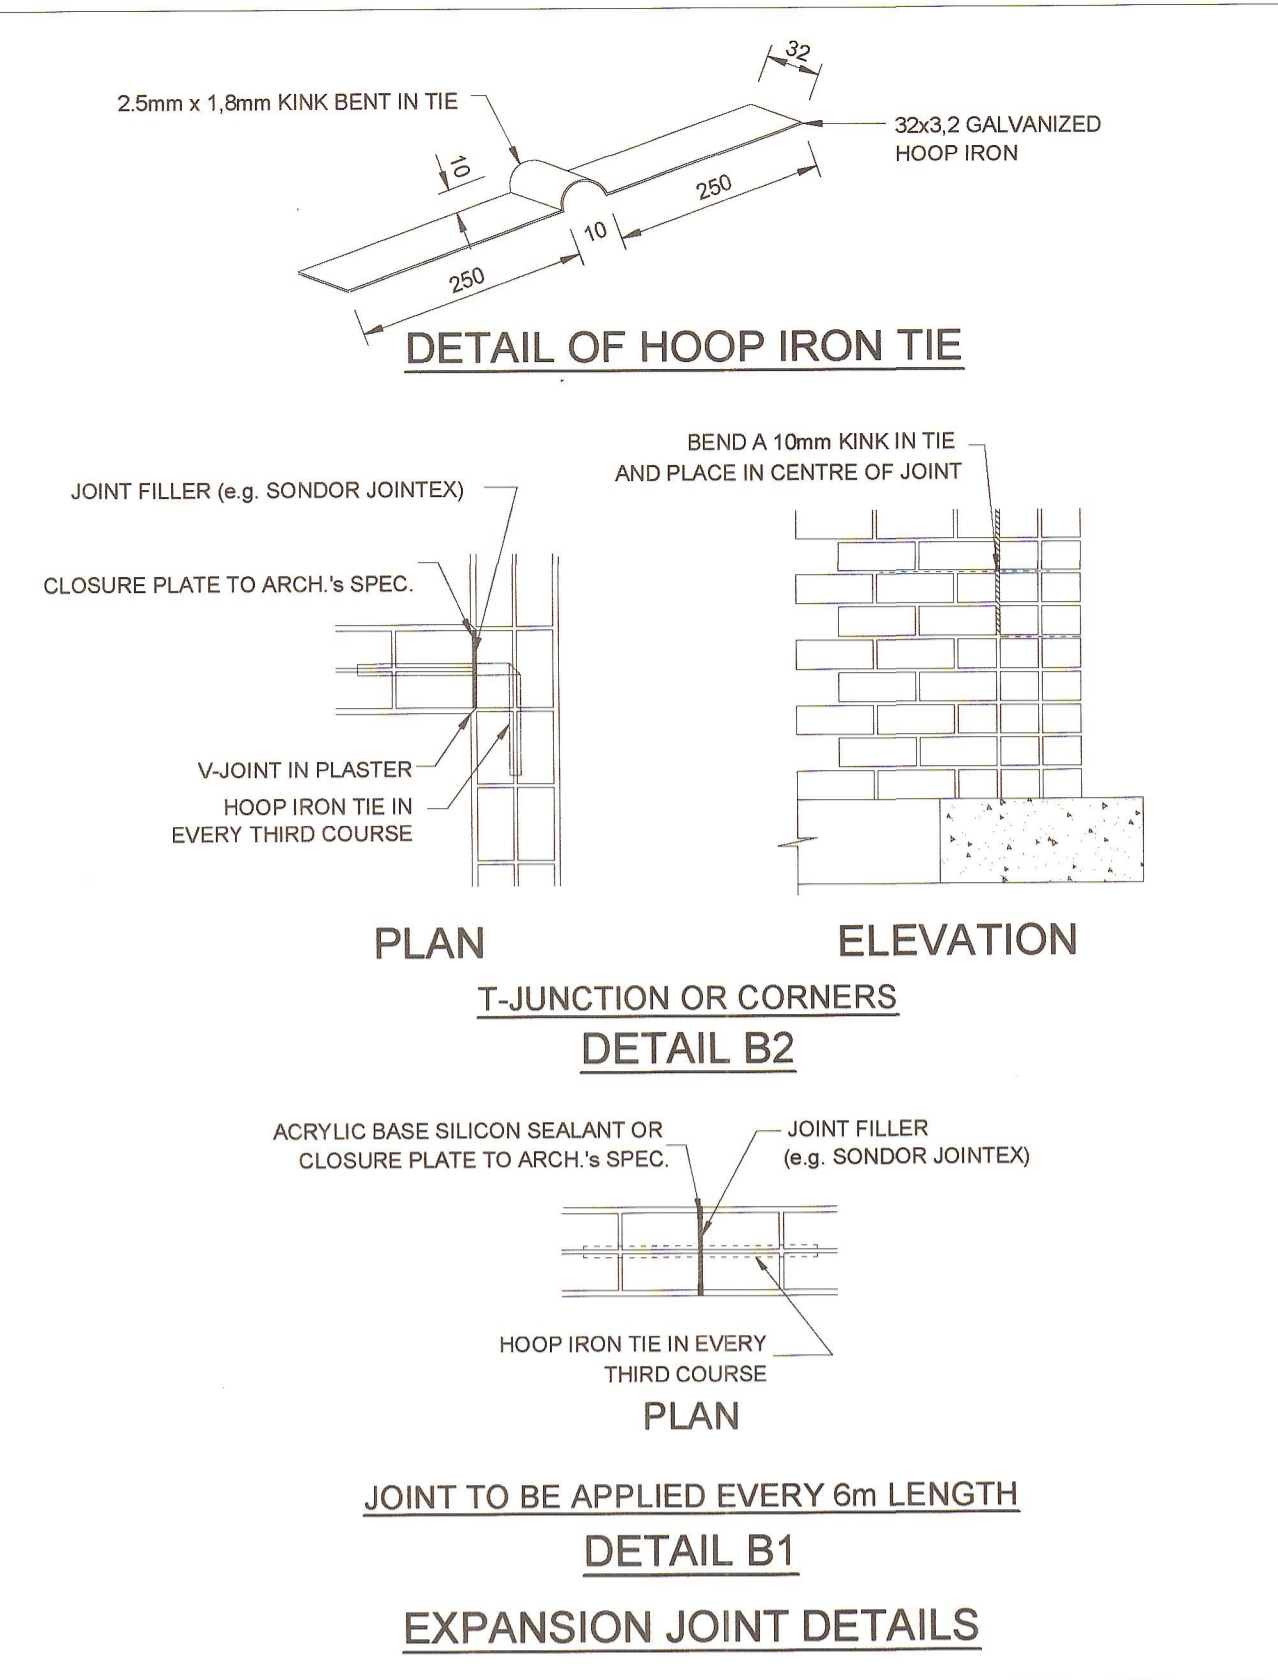 32
2.5mm x 1,8mm KINK BENT IN TIE
32x3,2 GALVANIZED
HOOP IRON
10
250
10
250
DETAIL OF HOOP IRON TIE
BEND A 10mm KINK IN TIE
AND PLACE IN CENTRE OF JOINT
JOINT FILLER (e.g. SONDOR JOINTEX)
CLOSURE PLATE TO ARCH.'s SPEC.
V-JOINT IN PLASTER
HOOP IRON TIE IN
EVERY THIRD COURSE
PLAN
ELEVATION
T-JUNCTION OR CORNERS
DETAIL B2
ACRYLIC BASE SILICON SEALANT OR
CLOSURE PLATE TO ARCH.'s SPEC.
JOINT FILLER
(e.g. SONDOR JOINTEX)
HOOP IRON TIE IN EVERY
THIRD COURSE
PLAN
JOINT TO BE APPLIED EVERY 6m LENGTH
DETAIL B1
EXPANSION JOINT DETAILS